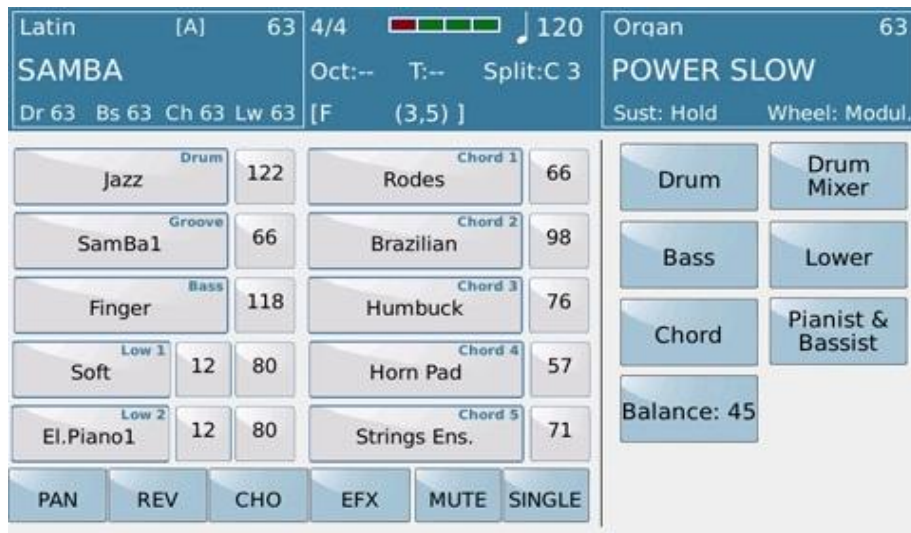 Latin [A] 63 4/4 120 Organ 63
SAMBA Oct:-- T:-- Split:C 3 POWER SLOW
Dr 63 Bs 63 Ch 63 Lw 63 [F (3,5) ] Sust: Hold Wheel: Modul.
Drum
Jazz 122
Chord 1
Rodes 66
Groove
SamBa1 66
Chord 2
Brazilian 98
Bass
Finger 118
Chord 3
Humbuck 76
Low 1
Soft 12 80
Chord 4
Horn Pad 57
Low 2
El.Piano1 12 80
Chord 5
Strings Ens. 71
Drum
Drum
Mixer
Bass
Lower
Chord
Pianist &
Bassist
Balance: 45
PAN REV CHO EFX MUTE SINGLE